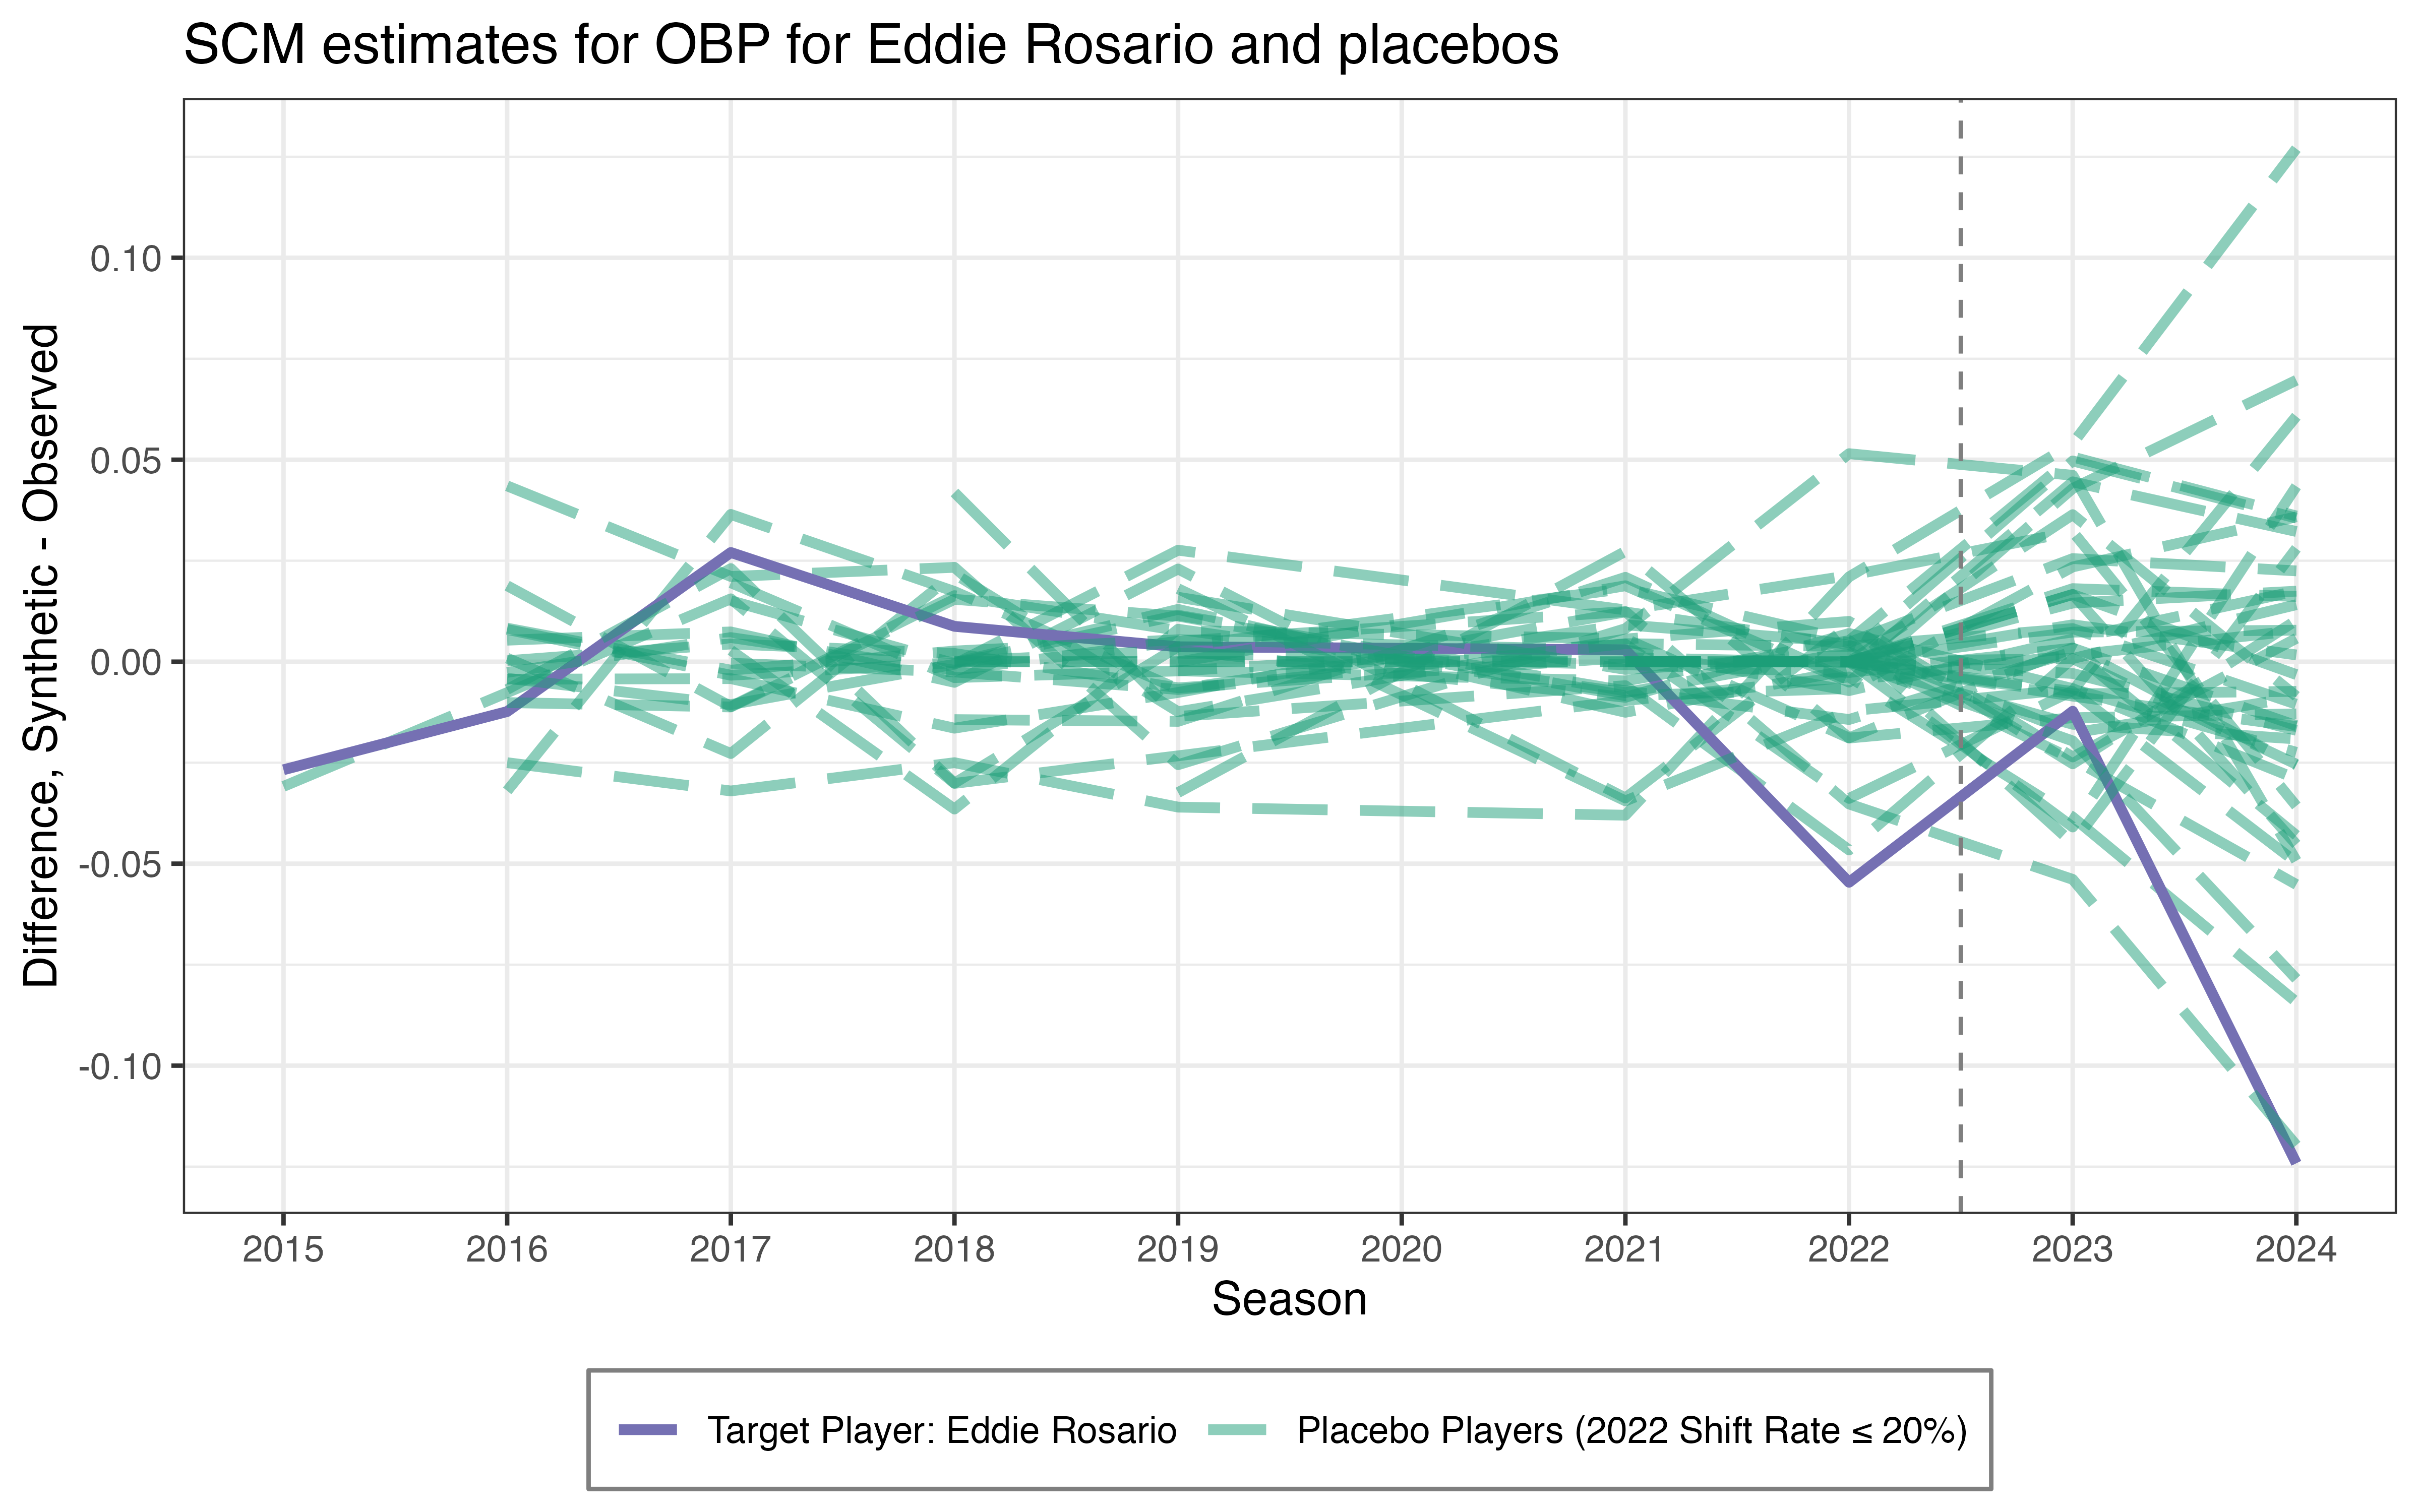 SCM estimates for OBP for Eddie Rosario and placebos
Difference, Synthetic - Observed
0.10
0.05
0.00
-0.05
-0.10
2015 2016 2017 2018 2019 2020 2021 2022 2023 2024
Season
Target Player: Eddie Rosario Placebo Players (2022 Shift Rate ≤ 20%)